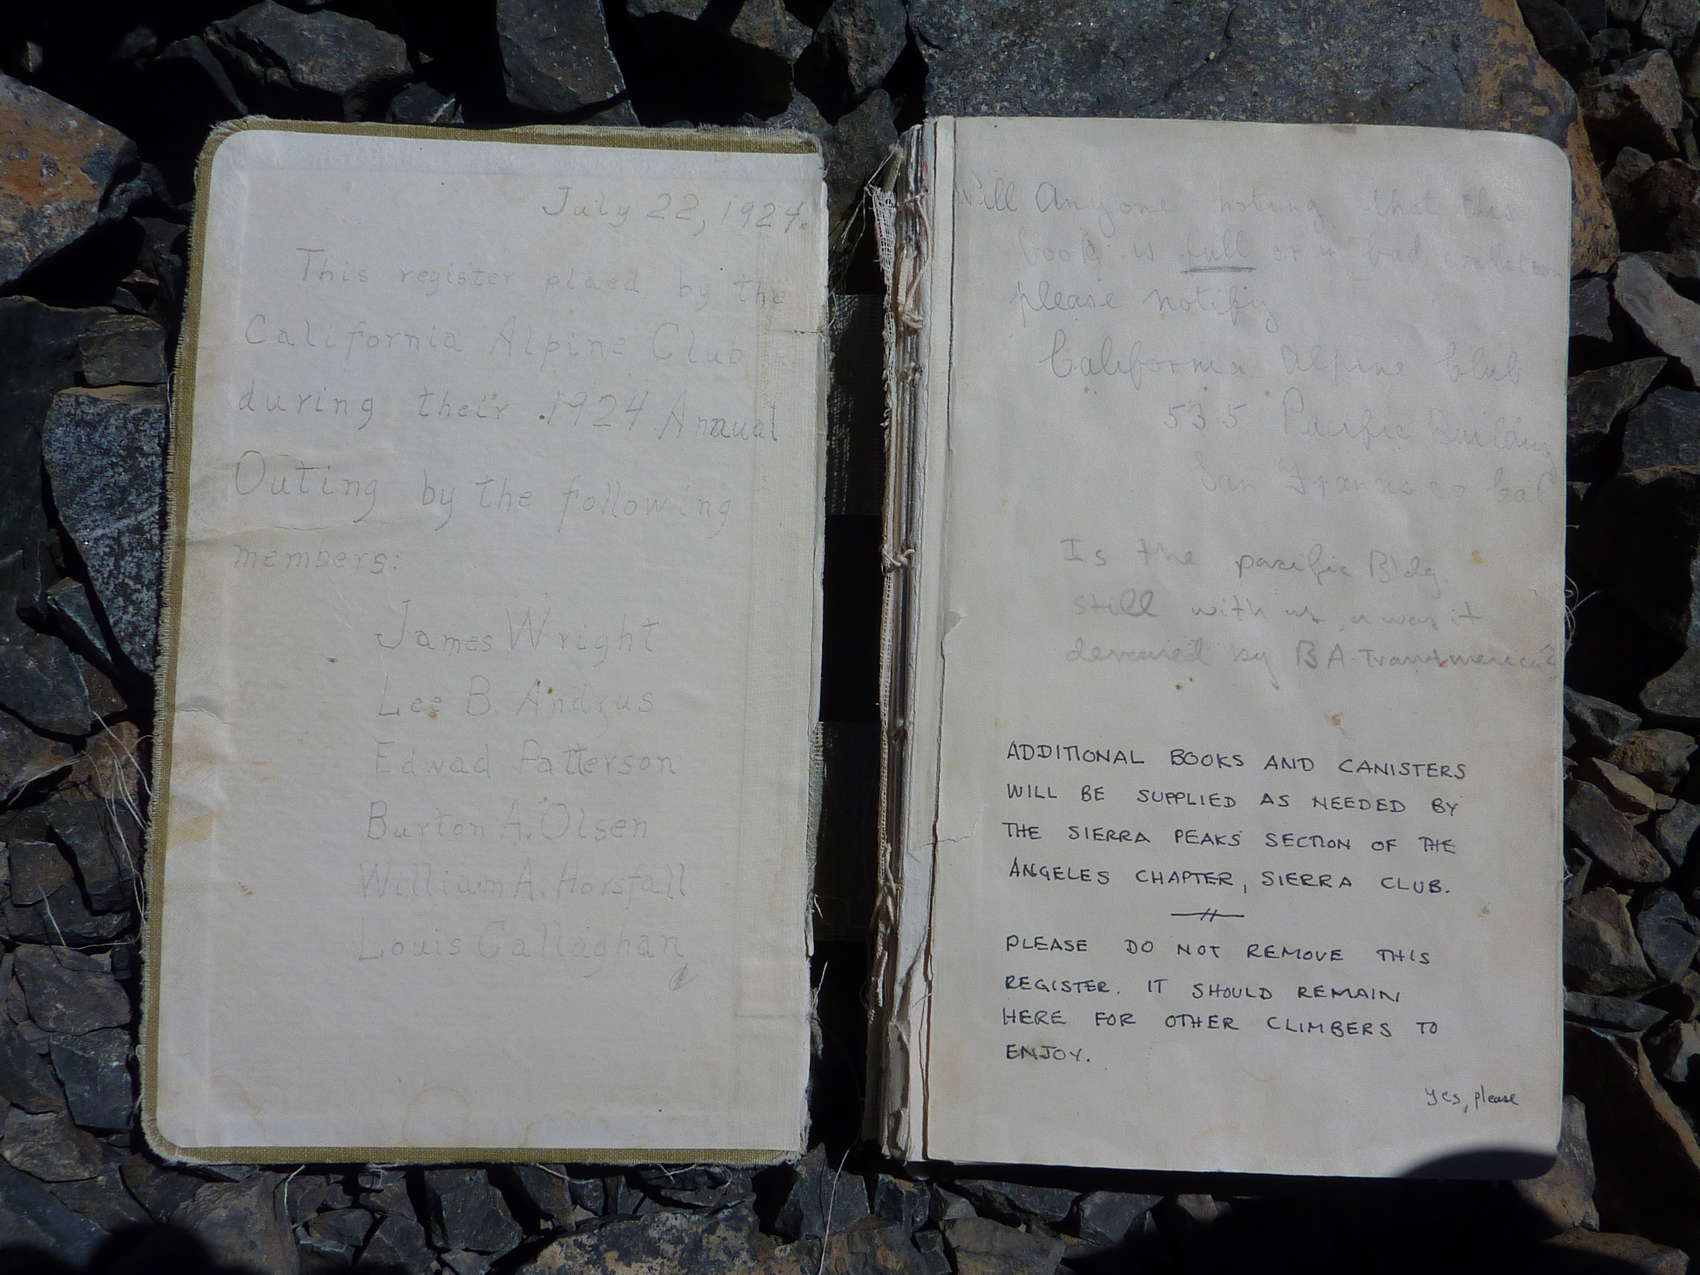 July 22, 1924.
This register placd by the
California Alpine Club
during their 1924 Annual
Outing by the following
members:
James Wright
Lee B. Andrus
Edwad Patterson
Burton A. Olsen
William A. Horsfall
Louis Callaghan
Will Anyone noting that this
book is full or in bad condition
please notify
California Alpine Club
535 Pacific Building
San Francisco Cal
Is the pacific Bldg.
still with us, or was it
devoured by BA Transamerica?
ADDITIONAL BOOKS AND CANISTERS
WILL BE SUPPLIED AS NEEDED BY
THE SIERRA PEAKS SECTION OF THE
ANGELES CHAPTER, SIERRA CLUB.
PLEASE DO NOT REMOVE THIS
REGISTER. IT SHOULD REMAIN
HERE FOR OTHER CLIMBERS TO
ENJOY.
Yes, please